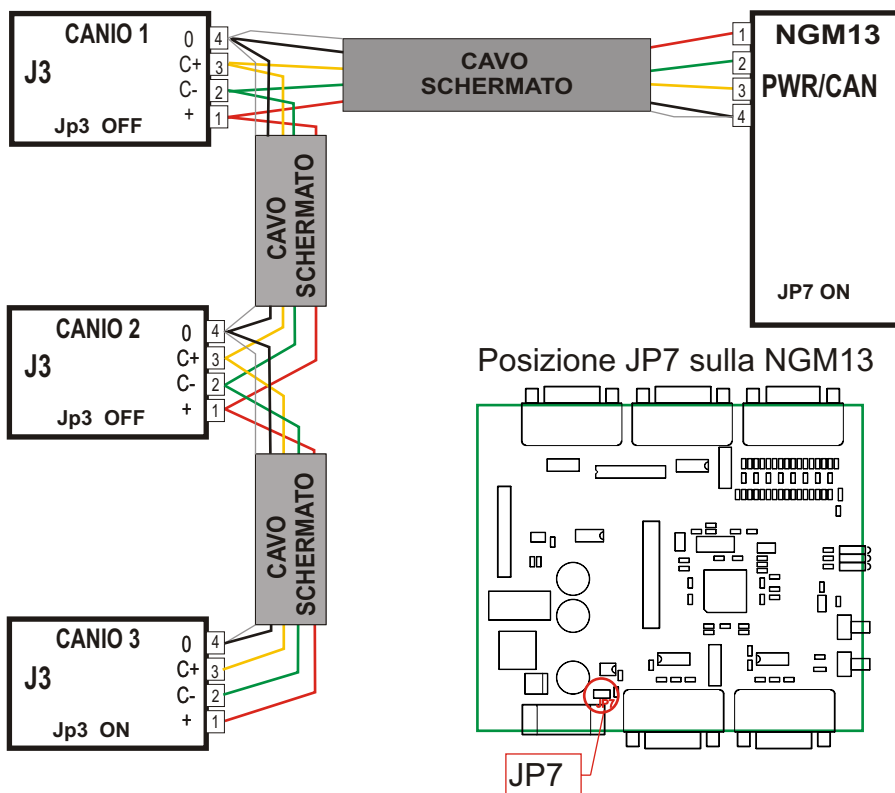 CANIO 1
J3
0 4
C+ 3
C- 2
+ 1
Jp3 OFF
CAVO
SCHERMATO
1 NGM13
2
3 PWR/CAN
4
JP7 ON
CAVO
SCHERMATO
CANIO 2
J3
0 4
C+ 3
C- 2
+ 1
Jp3 OFF
Posizione JP7 sulla NGM13
CAVO
SCHERMATO
CANIO 3
J3
0 4
C+ 3
C- 2
+ 1
Jp3 ON
JP7
JP7